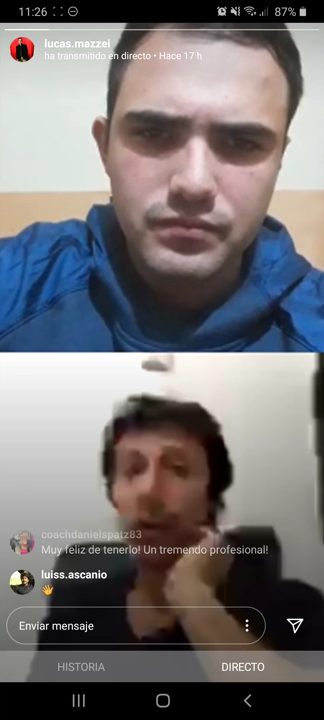 11:26
87%
lucas.mazzei
ha transmitido en directo • Hace 17 h
coachdanielspatz83
Muy feliz de tenerlo! Un tremendo profesional!
luiss.ascanio
👋
Enviar mensaje
HISTORIA
DIRECTO